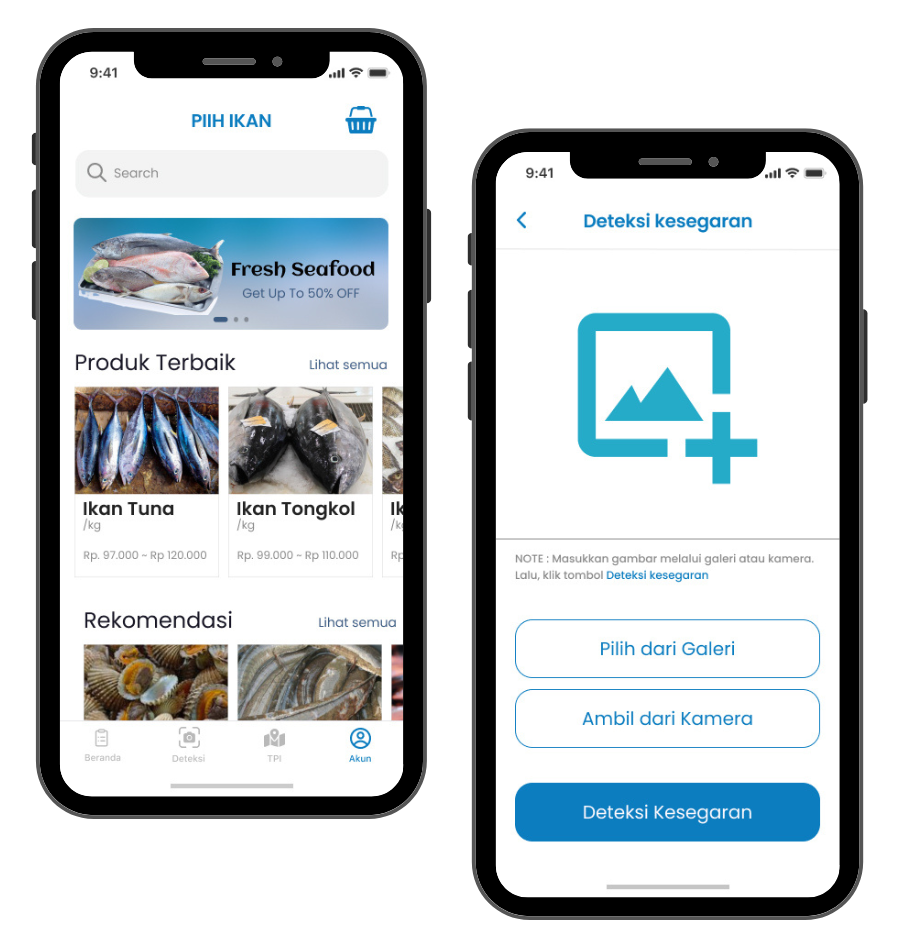 9:41
PIIH IKAN
Search
Fresh Seafood
Get Up To 50% OFF
Produk Terbaik
Lihat semua
Ikan Tuna
/kg
Rp. 97.000 ~ Rp 120.000
Ikan Tongkol
/kg
Rp. 99.000 ~ Rp 110.000
Rekomendasi
Lihat semua
Beranda
Deteksi
TPI
Akun
9:41
Deteksi kesegaran
NOTE : Masukkan gambar melalui galeri atau kamera.
Lalu, klik tombol Deteksi kesegaran
Pilih dari Galeri
Ambil dari Kamera
Deteksi Kesegaran